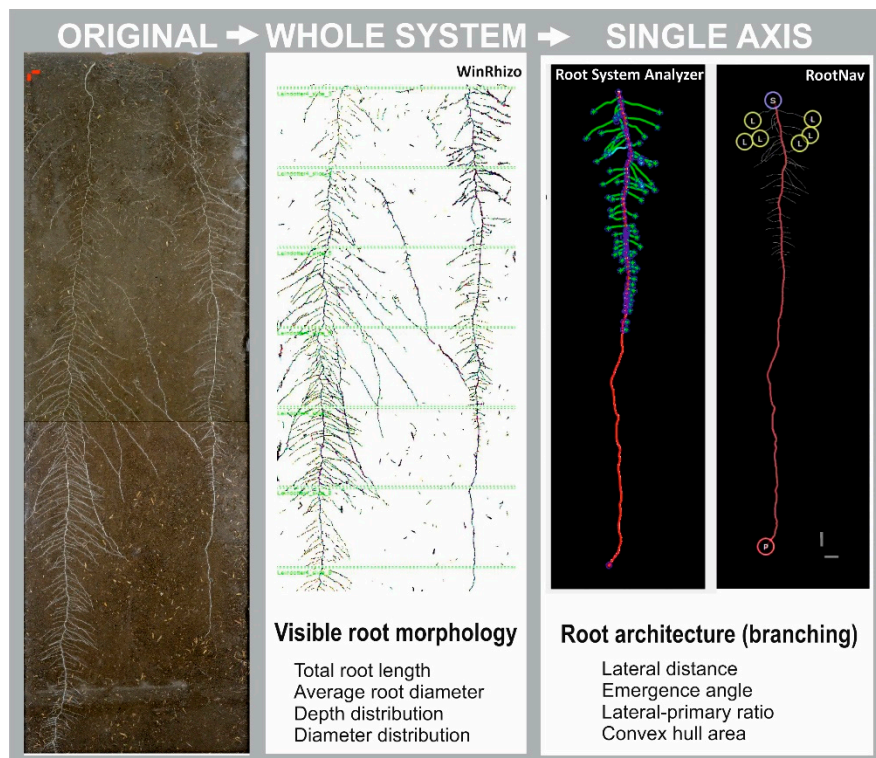 ORIGINAL → WHOLE SYSTEM → SINGLE AXIS
WinRhizo
Root System Analyzer
RootNav
S
L
L
L
L
L
L
P
Visible root morphology
Total root length
Average root diameter
Depth distribution
Diameter distribution
Root architecture (branching)
Lateral distance
Emergence angle
Lateral-primary ratio
Convex hull area